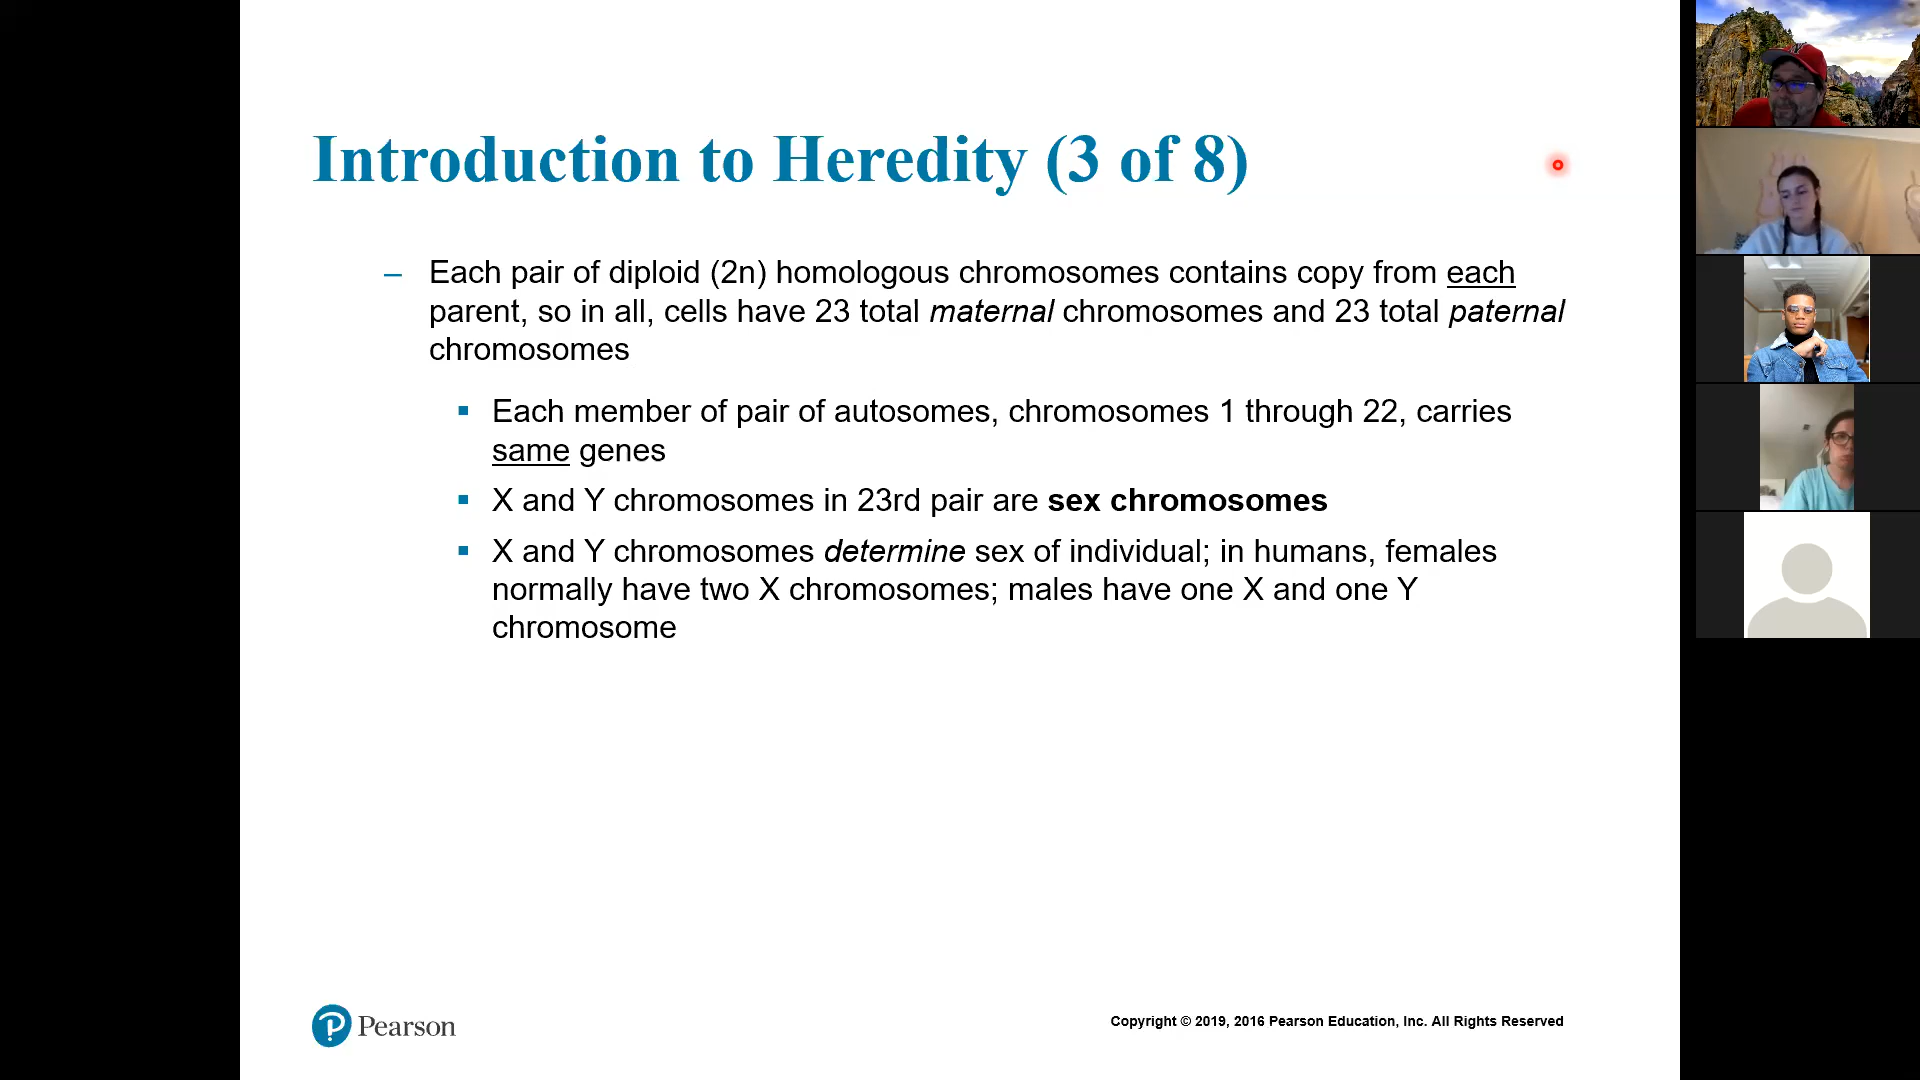 Introduction to Heredity (3 of 8)
– Each pair of diploid (2n) homologous chromosomes contains copy from each
parent, so in all, cells have 23 total maternal chromosomes and 23 total paternal
chromosomes
▪ Each member of pair of autosomes, chromosomes 1 through 22, carries
same genes
▪ X and Y chromosomes in 23rd pair are sex chromosomes
▪ X and Y chromosomes determine sex of individual; in humans, females
normally have two X chromosomes; males have one X and one Y
chromosome
Pearson
Copyright © 2019, 2016 Pearson Education, Inc. All Rights Reserved